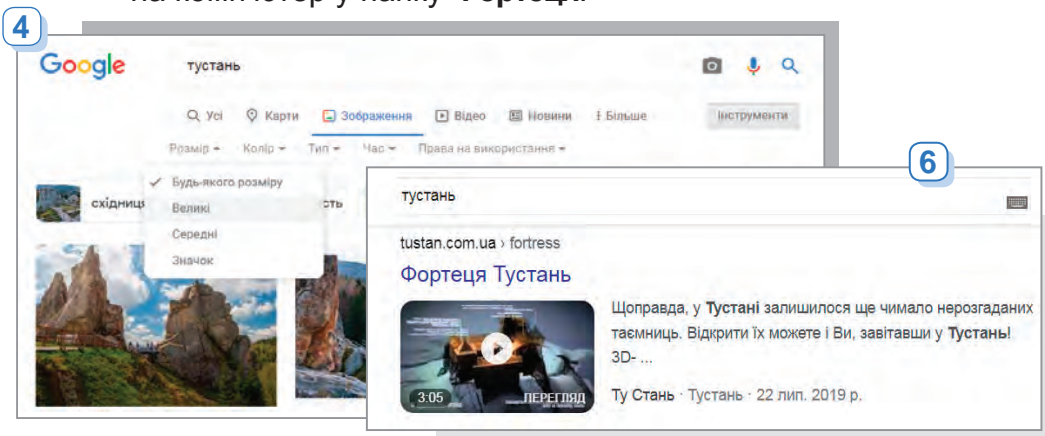 4
Google
тустань
Усі Карти Зображення Відео Новини Більше Інструменти
Розмір Колір Тип Час Права на використання
Будь-якого розміру
Великі
Середні
Значок
східниц
сть
6
тустань
tustan.com.ua › fortress
Фортеця Тустань
Щоправда, у Тустані залишилося ще чимало нерозгаданих
таємниць. Відкрити їх можете і Ви, завітавши у Тустань!
3D- ...
3:05 ПЕРЕГЛЯД
Ту Стань · Тустань · 22 лип. 2019 р.